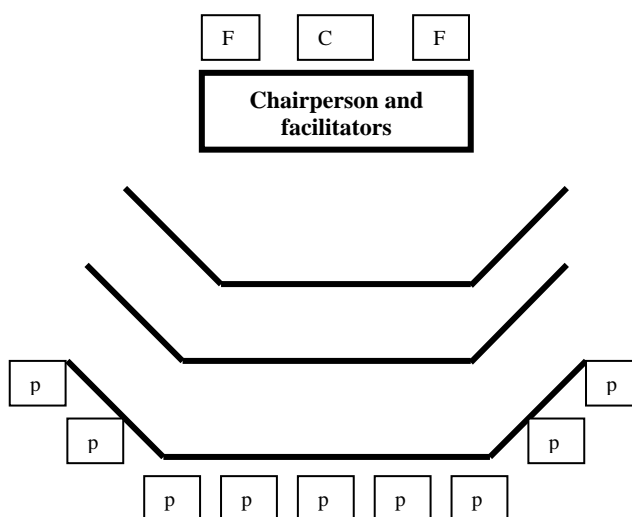 F C F
Chairperson and
facilitators
p p
p p
p p p p p